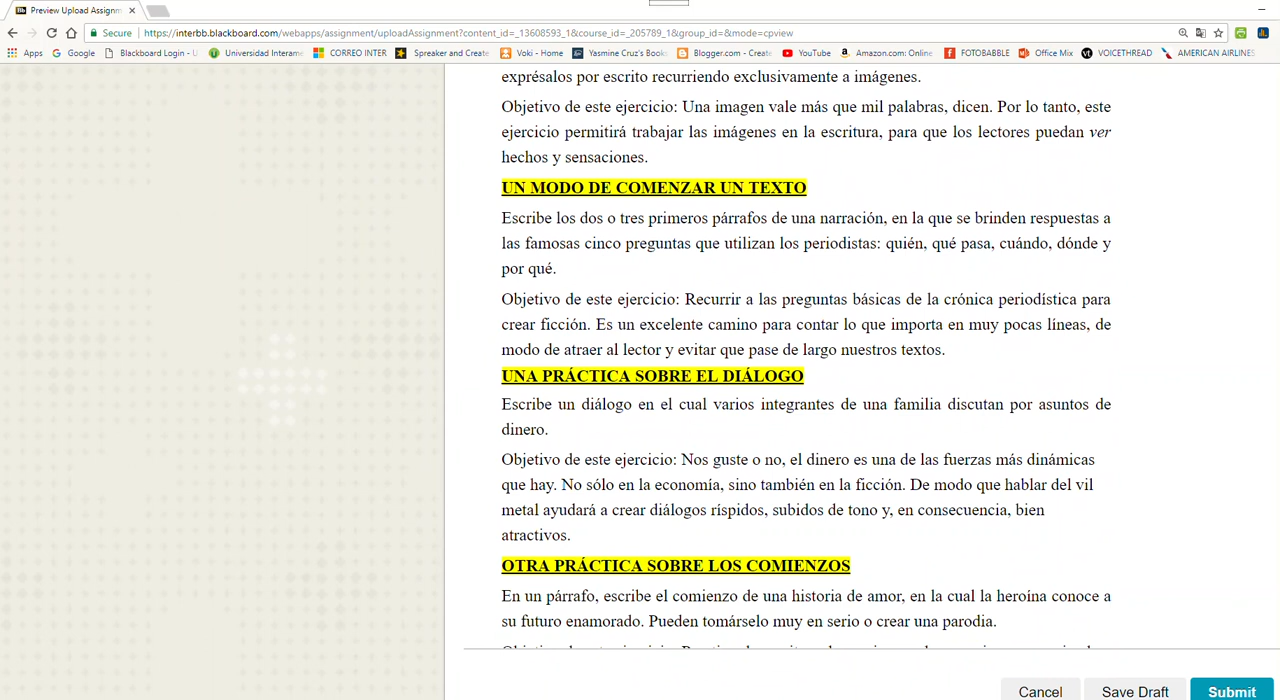 Preview Upload Assignm
Secure
https://interbb.blackboard.com/webapps/assignment/uploadAssignment?content_id=_13608593_1&course_id=_205789_1&group_id=&mode=cpview
Apps Google Blackboard Login - U Universidad Interame CORREO INTER Spreaker and Create Voki - Home Yasmine Cruz's Book Blogger.com - Create YouTube Amazon.com: Online FOTOBABBLE Office Mix VOICETHREAD AMERICAN AIRLINES
exprésalos por escrito recurriendo exclusivamente a imágenes.
Objetivo de este ejercicio: Una imagen vale más que mil palabras, dicen. Por lo tanto, este
ejercicio permitirá trabajar las imágenes en la escritura, para que los lectores puedan ver
hechos y sensaciones.
UN MODO DE COMENZAR UN TEXTO
Escribe los dos o tres primeros párrafos de una narración, en la que se brinden respuestas a
las famosas cinco preguntas que utilizan los periodistas: quién, qué pasa, cuándo, dónde y
por qué.
Objetivo de este ejercicio: Recurrir a las preguntas básicas de la crónica periodística para
crear ficción. Es un excelente camino para contar lo que importa en muy pocas líneas, de
modo de atraer al lector y evitar que pase de largo nuestros textos.
UNA PRÁCTICA SOBRE EL DIÁLOGO
Escribe un diálogo en el cual varios integrantes de una familia discutan por asuntos de
dinero.
Objetivo de este ejercicio: Nos guste o no, el dinero es una de las fuerzas más dinámicas
que hay. No sólo en la economía, sino también en la ficción. De modo que hablar del vil
metal ayudará a crear diálogos ríspidos, subidos de tono y, en consecuencia, bien
atractivos.
OTRA PRÁCTICA SOBRE LOS COMIENZOS
En un párrafo, escribe el comienzo de una historia de amor, en la cual la heroína conoce a
su futuro enamorado. Pueden tomárselo muy en serio o crear una parodia.
Cancel Save Draft Submit